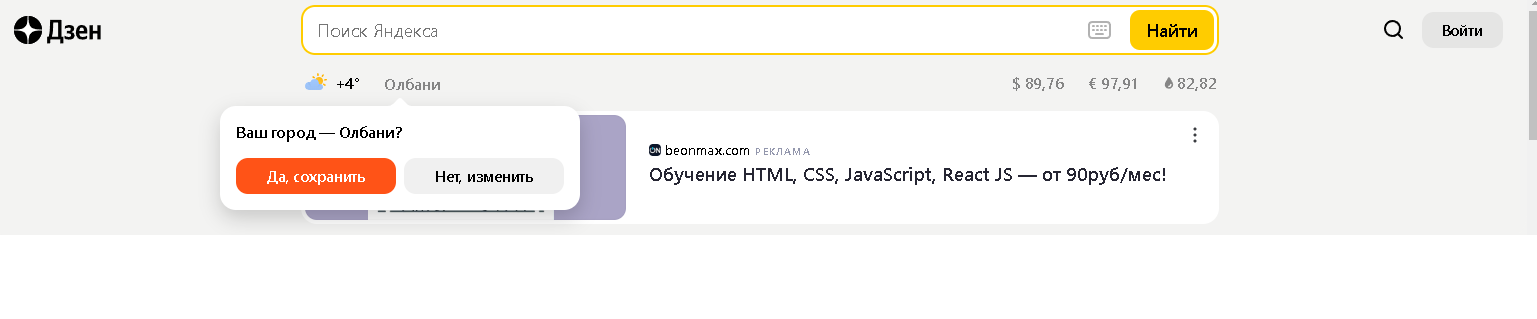 Дзен
Поиск Яндекса
Найти
Войти
+4°
Олбани
$ 89,76
€ 97,91
82,82
Ваш город — Олбани?
Да, сохранить
Нет, изменить
beonmax.com РЕКЛАМА
Обучение HTML, CSS, JavaScript, React JS — от 90руб/мес!